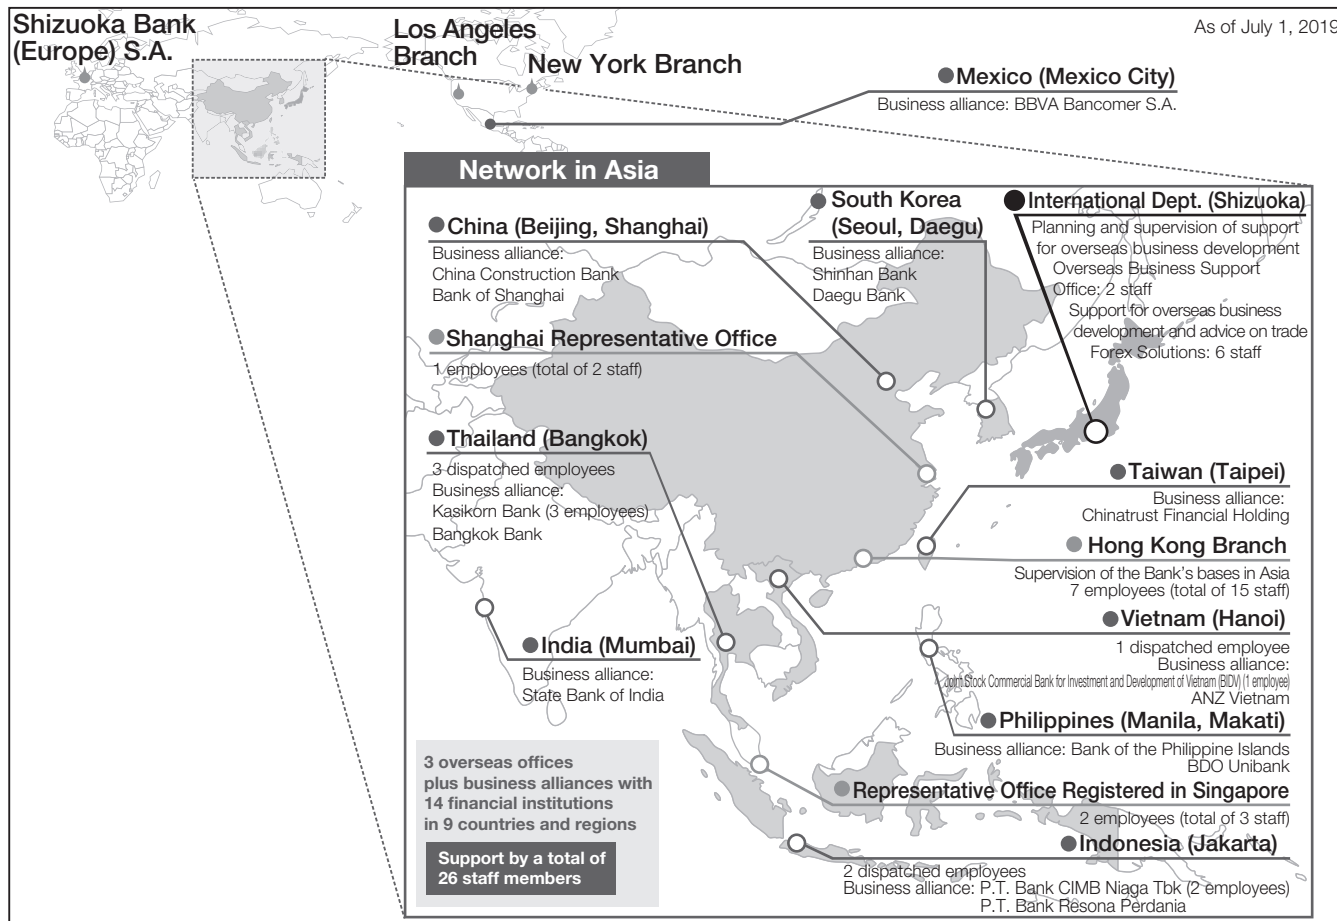 Shizuoka Bank
(Europe) S.A.
Los Angeles
Branch
New York Branch
As of July 1, 2019
Mexico (Mexico City)
Business alliance: BBVA Bancomer S.A.
Network in Asia
China (Beijing, Shanghai)
Business alliance:
China Construction Bank
Bank of Shanghai
South Korea
(Seoul, Daegu)
Business alliance:
Shinhan Bank
Daegu Bank
International Dept. (Shizuoka)
Planning and supervision of support
for overseas business development
Overseas Business Support
Office: 2 staff
Support for overseas business
development and advice on trade
Forex Solutions: 6 staff
Shanghai Representative Office
1 employees (total of 2 staff)
Thailand (Bangkok)
3 dispatched employees
Business alliance:
Kasikorn Bank (3 employees)
Bangkok Bank
Taiwan (Taipei)
Business alliance:
Chinatrust Financial Holding
Hong Kong Branch
Supervision of the Bank's bases in Asia
7 employees (total of 15 staff)
Vietnam (Hanoi)
1 dispatched employee
Business alliance:
Joint Stock Commercial Bank for Investment and Development of Vietnam (BIDV) (1 employee)
ANZ Vietnam
India (Mumbai)
Business alliance:
State Bank of India
Philippines (Manila, Makati)
Business alliance: Bank of the Philippine Islands
BDO Unibank
Representative Office Registered in Singapore
2 employees (total of 3 staff)
Indonesia (Jakarta)
2 dispatched employees
Business alliance: P.T. Bank CIMB Niaga Tbk (2 employees)
P.T. Bank Resona Perdania
3 overseas offices
plus business alliances with
14 financial institutions
in 9 countries and regions
Support by a total of
26 staff members